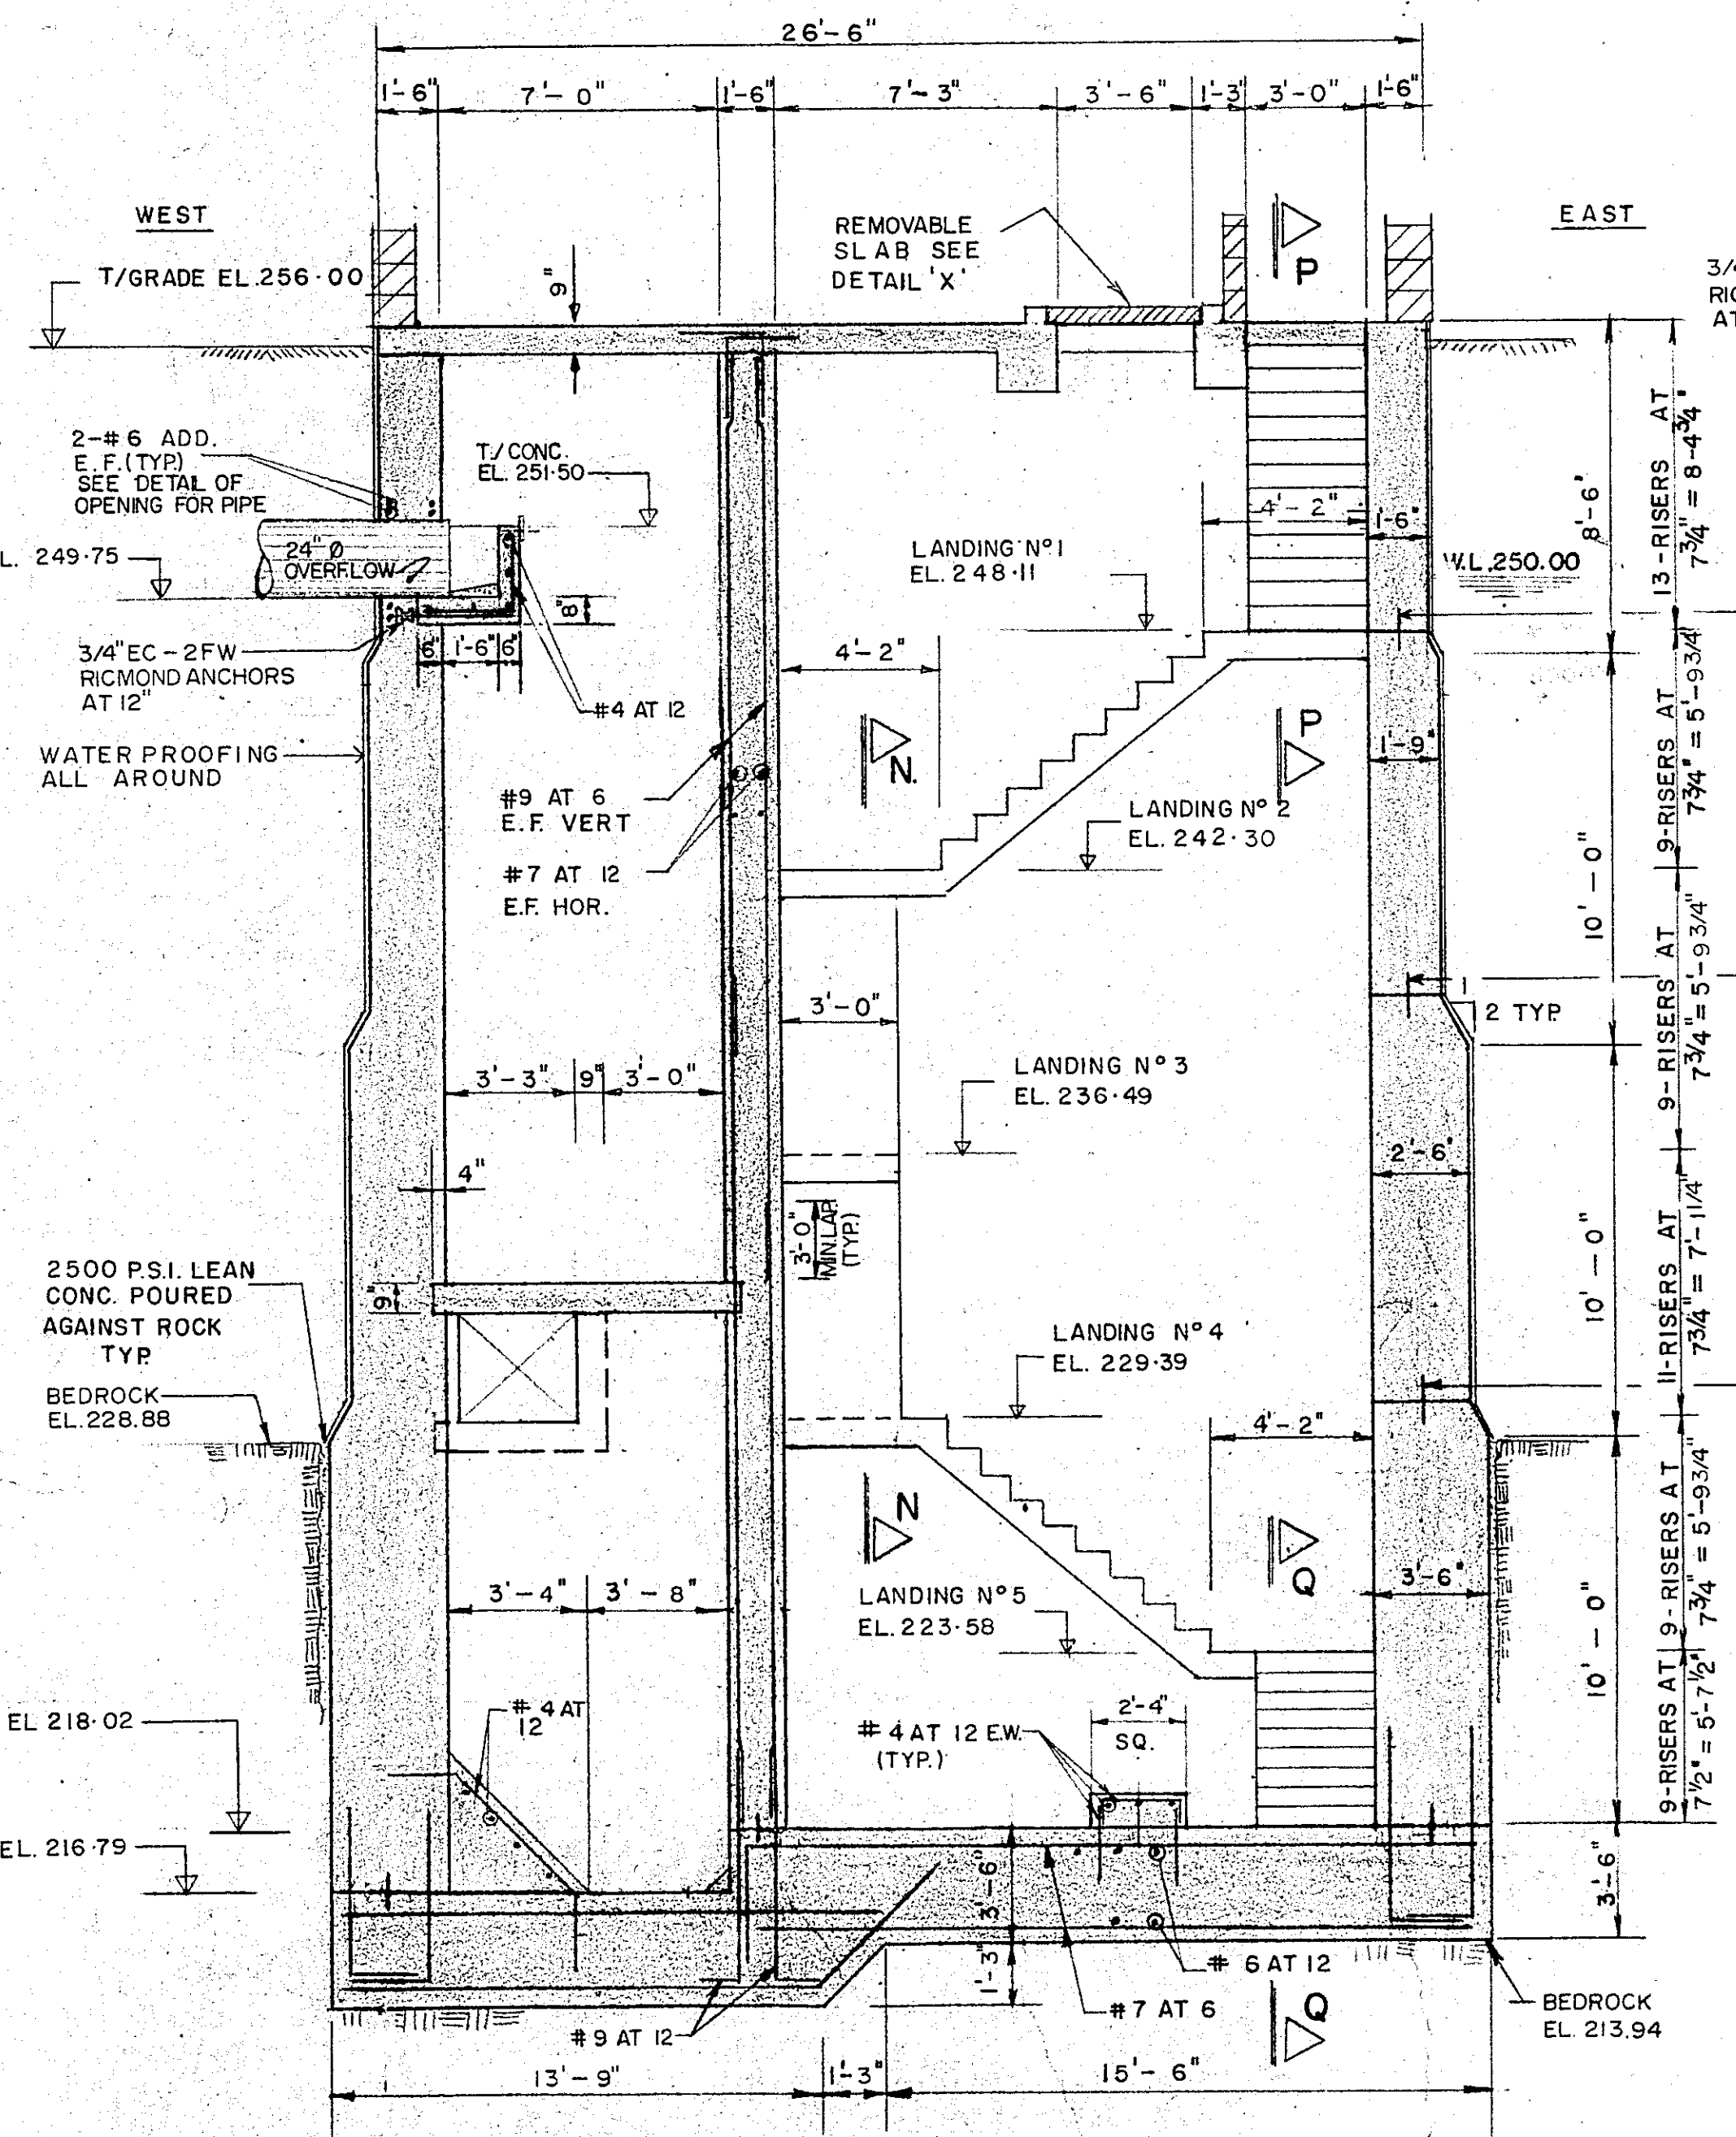 26'-6"
1'-6" 7'-0" 1'-6" 7'-3" 3'-6" 1'-3" 3'-0" 1'-6"
WEST
EAST
REMOVABLE
SLAB SEE
DETAIL 'X'
P
T/GRADE EL.256.00
9"
3/4
RIC
AT
2-#6 ADD.
E.F.(TYP.)
SEE DETAIL OF
OPENING FOR PIPE
T./CONC.
EL. 251.50
13-RISERS AT
7 3/4" = 8-4 3/4"
8'-6"
4'-2"
1'-6"
L. 249.75
24" Ø
OVERFLOW
LANDING Nº1
EL. 248.11
W.L.250.00
8"
6" 1'-6" 6"
3/4" EC-2FW
RICMOND ANCHORS
AT 12"
4'-2"
#4 AT 12
WATER PROOFING
ALL AROUND
N.
P
1'-9"
9-RISERS AT
7 3/4" = 5'-9 3/4"
#9 AT 6
E.F. VERT
LANDING Nº 2
EL. 242.30
#7 AT 12
E.F. HOR.
10'-0"
3'-0"
1
2 TYP.
9-RISERS AT
7 3/4" = 5'-9 3/4"
LANDING Nº 3
EL. 236.49
3'-3" 9" 3'-0"
4"
2'-6"
3'-0"
MIN.LAP.
(TYP.)
10'-0"
11-RISERS AT
7 3/4" = 7'-1 1/4"
2500 P.S.I. LEAN
CONC. POURED
AGAINST ROCK
TYP.
9"
LANDING Nº 4
EL. 229.39
BEDROCK
EL.228.88
4'-2"
N
Q
3'-6"
9-RISERS AT
7 3/4" = 5'-9 3/4"
3'-4" 3'-8"
LANDING Nº5
EL. 223.58
10'-0"
EL 218.02
#4 AT
12
#4 AT 12 E.W.
(TYP.)
2'-4"
SQ.
9-RISERS AT
7 1/2" = 5'-7 1/2"
EL. 216.79
3'-6"
3'-6"
1'-3"
#6 AT 12
#7 AT 6
Q
#9 AT 12
BEDROCK
EL. 213.94
13'-9" 1'-3" 15'-6"